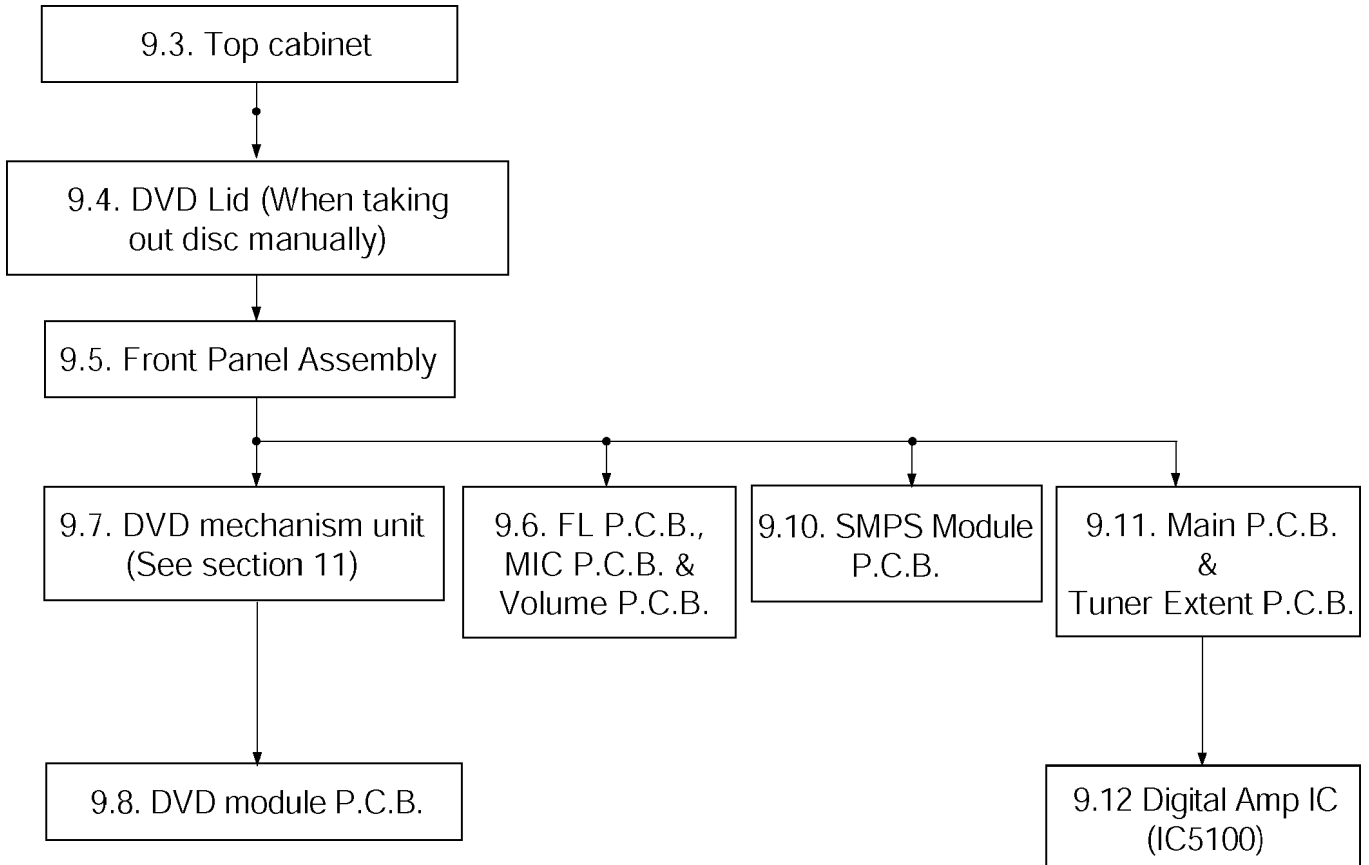 9.3. Top cabinet
9.4. DVD Lid (When taking
out disc manually)
9.5. Front Panel Assembly
9.7. DVD mechanism unit
(See section 11)
9.6. FL P.C.B.,
MIC P.C.B. &
Volume P.C.B.
9.10. SMPS Module
P.C.B.
9.11. Main P.C.B.
&
Tuner Extent P.C.B.
9.8. DVD module P.C.B.
9.12 Digital Amp IC
(IC5100)